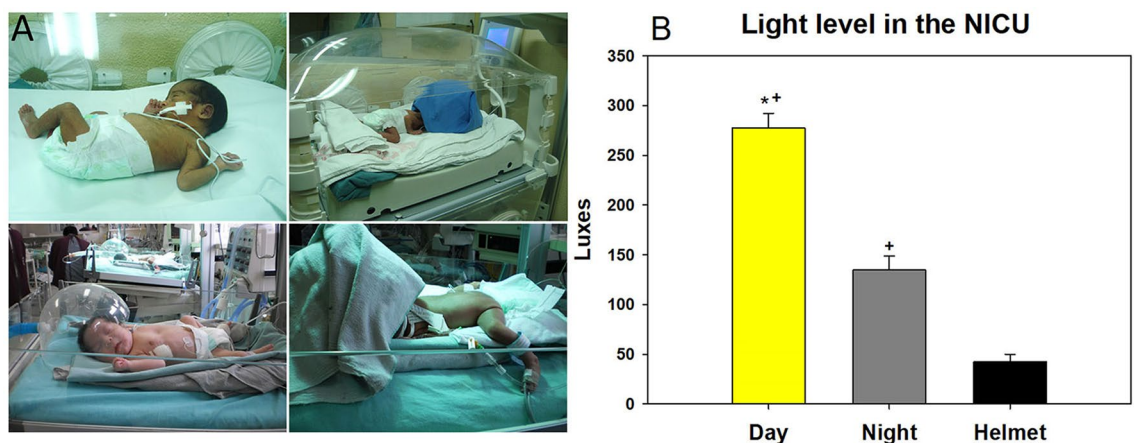 A
B
Light level in the NICU
Luxes
350
300
250
200
150
100
50
0
*+
+
Day
Night
Helmet